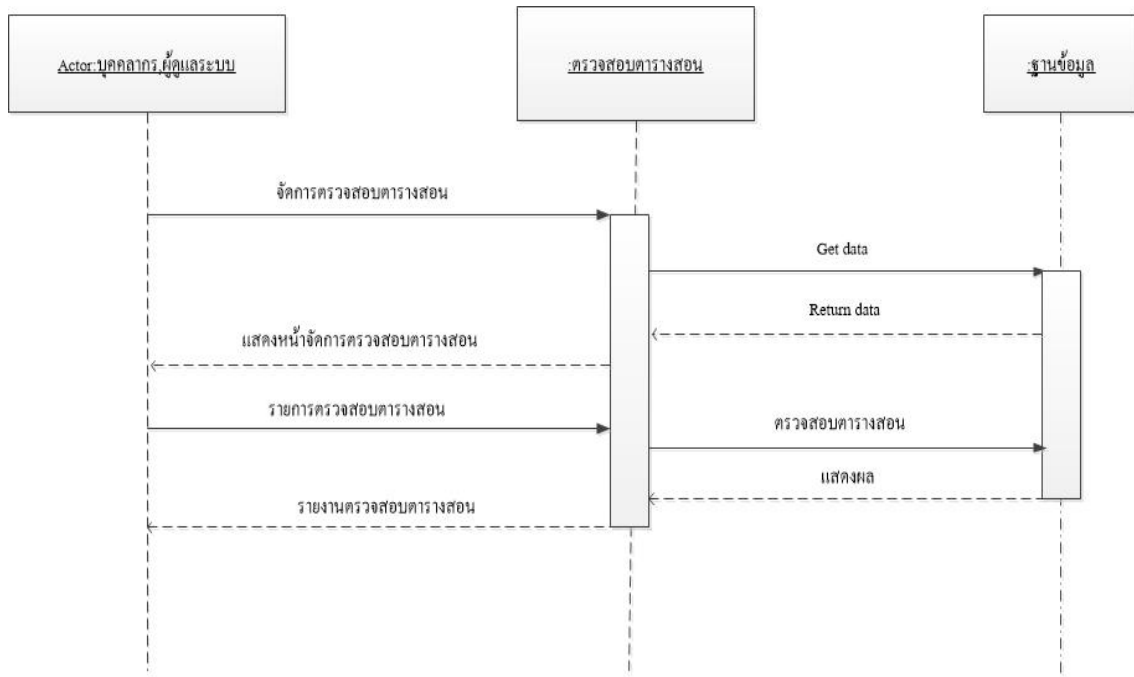 Actor:บุคคลากร,ผู้ดูแลระบบ
:ตรวจสอบตารางสอน
:ฐานข้อมูล
จัดการตรวจสอบตารางสอน
Get data
Return data
แสดงหน้าจัดการตรวจสอบตารางสอน
รายการตรวจสอบตารางสอน
ตรวจสอบตารางสอน
แสดงผล
รายงานตรวจสอบตารางสอน